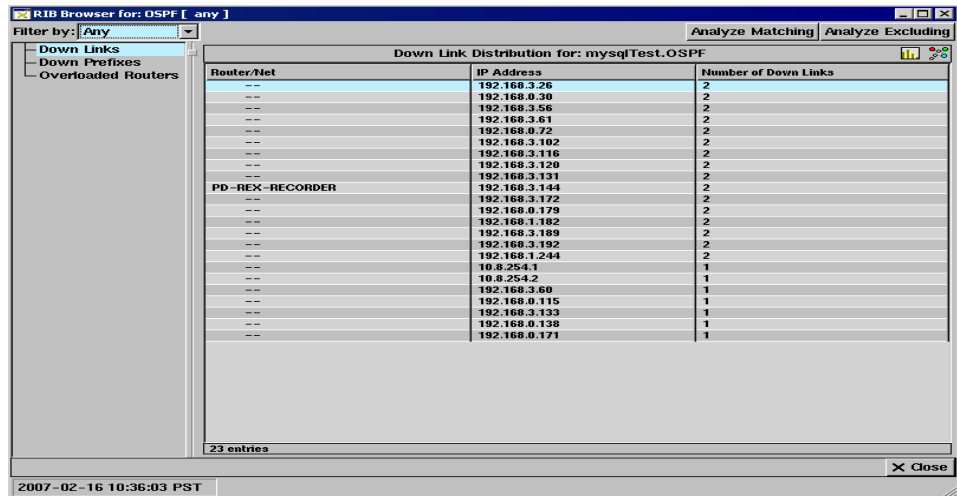 RIB Browser for: OSPF [ any ]
Filter by: Any
Analyze Matching Analyze Excluding
Down Links
Down Prefixes
Overloaded Routers
Down Link Distribution for: mysqlTest.OSPF
Router/Net IP Address Number of Down Links
-- 192.168.3.26 2
-- 192.168.0.30 2
-- 192.168.3.56 2
-- 192.168.3.61 2
-- 192.168.0.72 2
-- 192.168.3.102 2
-- 192.168.3.116 2
-- 192.168.3.120 2
-- 192.168.3.131 2
PD-REX-RECORDER 192.168.3.144 2
-- 192.168.3.172 2
-- 192.168.0.179 2
-- 192.168.1.182 2
-- 192.168.3.189 2
-- 192.168.3.192 2
-- 192.168.1.244 2
-- 10.8.254.1 1
-- 10.8.254.2 1
-- 192.168.3.60 1
-- 192.168.0.115 1
-- 192.168.3.133 1
-- 192.168.0.138 1
-- 192.168.0.171 1
23 entries
Close
2007-02-16 10:36:03 PST